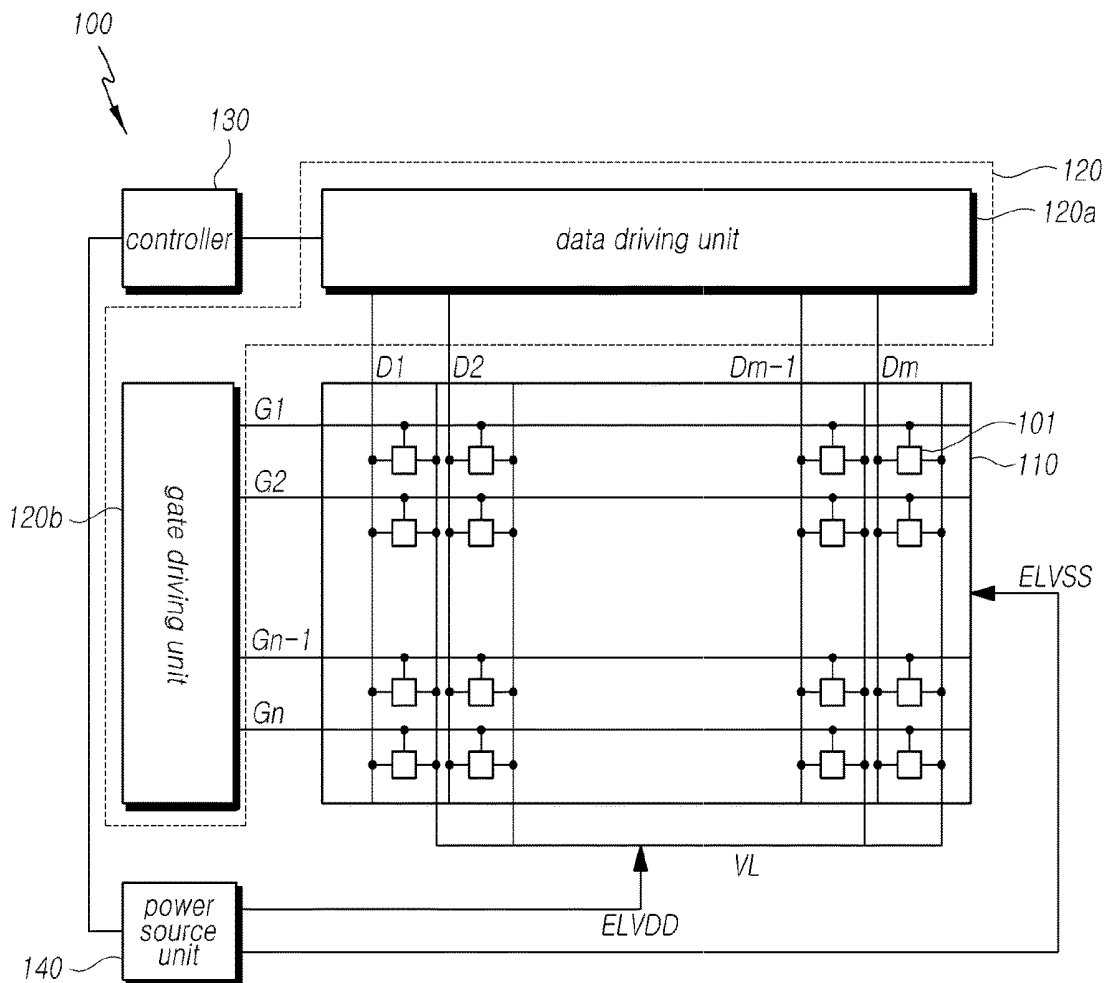 100
130
120
120a
controller
data driving unit
D1
D2
Dm-1
Dm
G1
101
110
G2
120b
gate driving unit
ELVSS
Gn-1
Gn
VL
power
source
unit
ELVDD
140